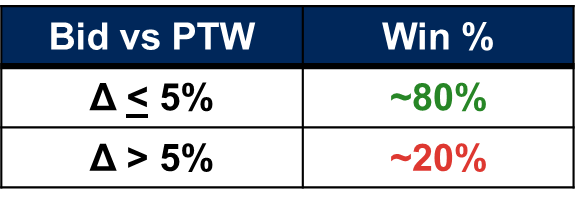 Bid vs PTW Win %
Δ ≤ 5% ~80%
Δ > 5% ~20%